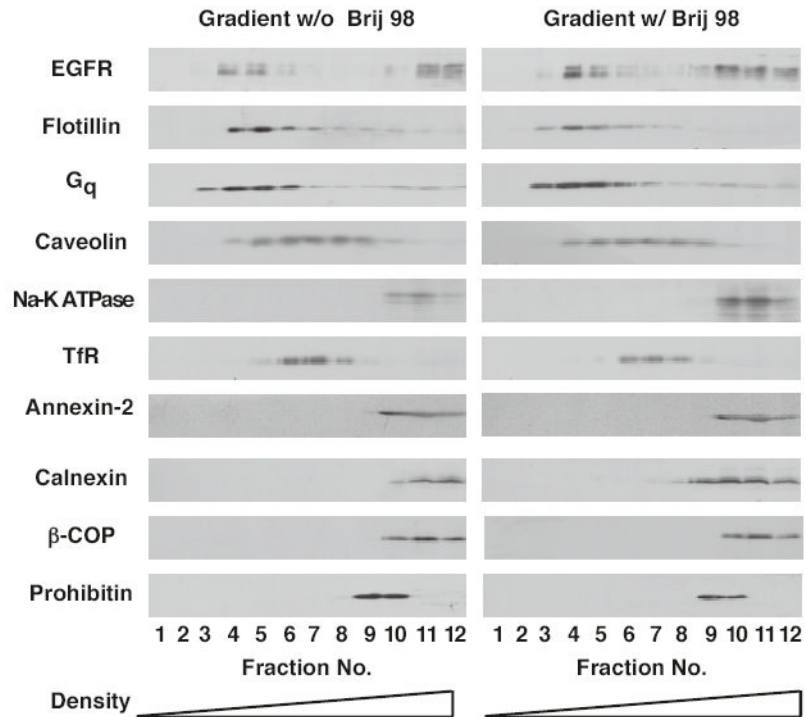 Gradient w/o Brij 98 Gradient w/ Brij 98
EGFR
Flotillin
Gq
Caveolin
Na-K ATPase
TfR
Annexin-2
Calnexin
β-COP
Prohibitin
1 2 3 4 5 6 7 8 9 10 11 12 1 2 3 4 5 6 7 8 9 10 11 12
Fraction No. Fraction No.
Density